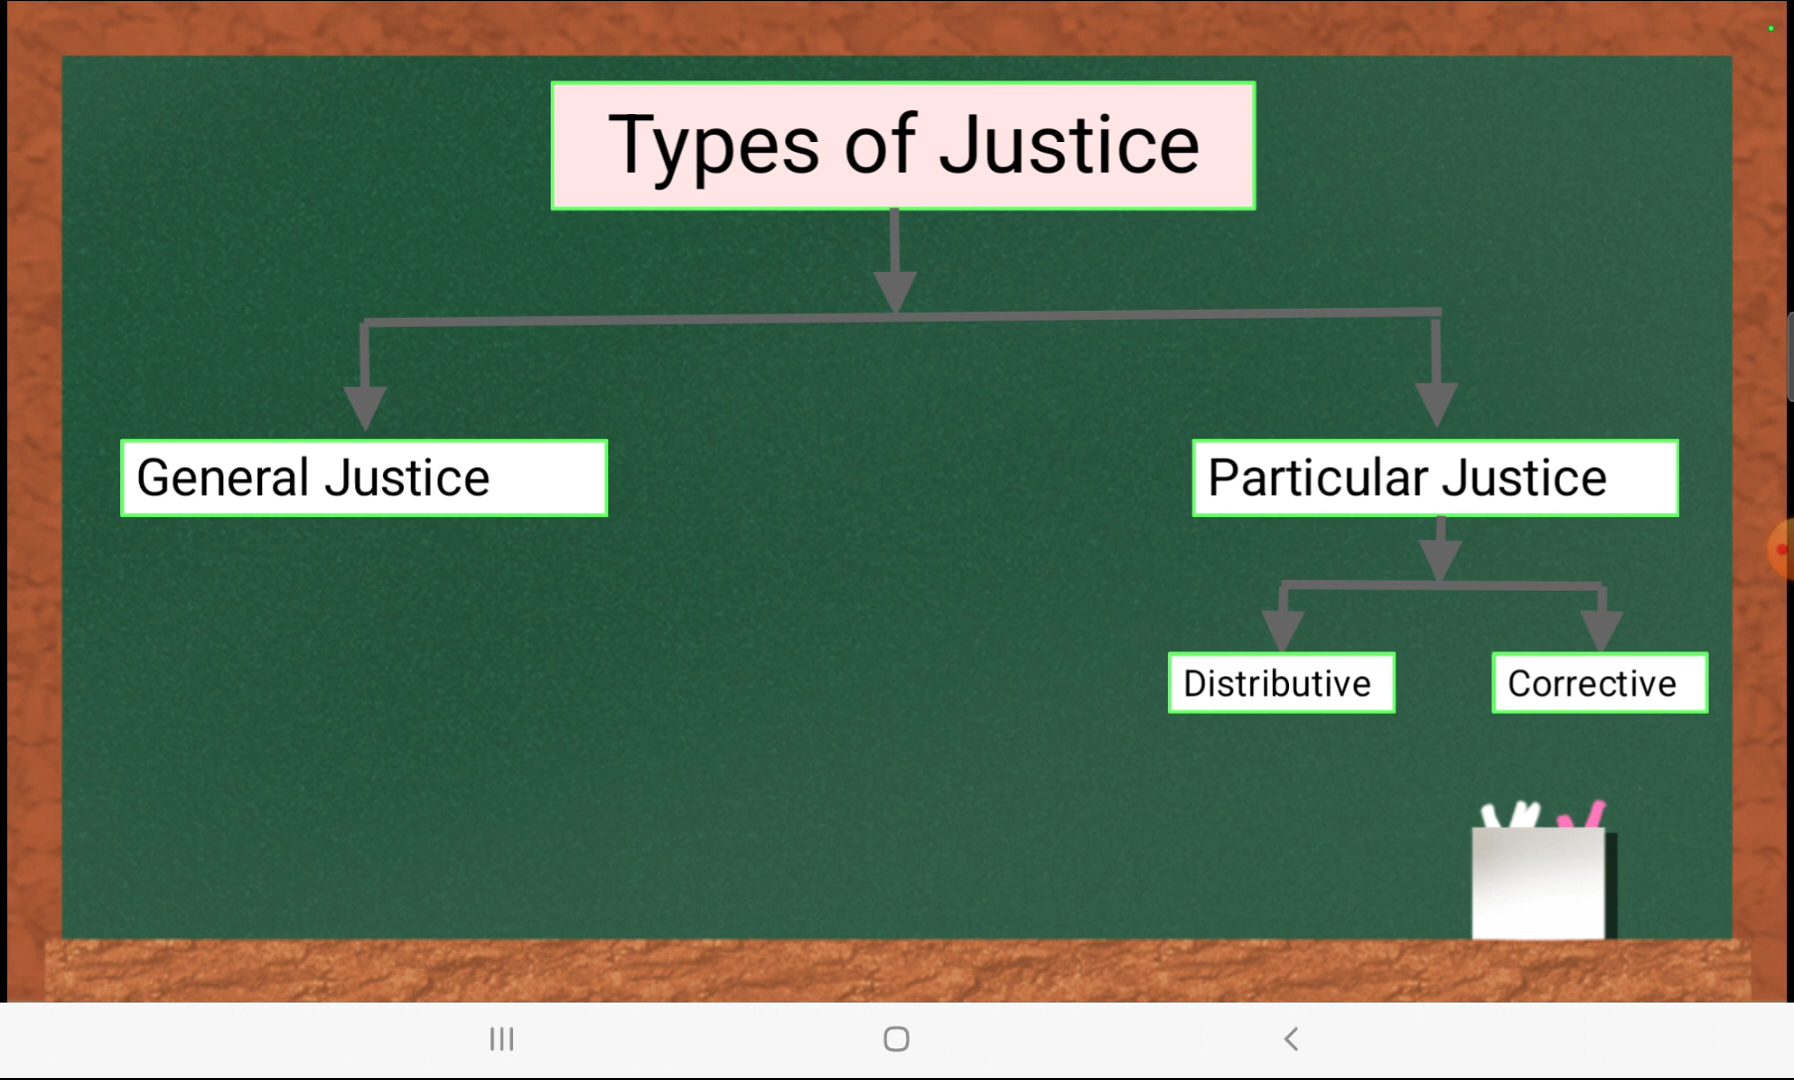 Types of Justice
General Justice
Particular Justice
Distributive
Corrective